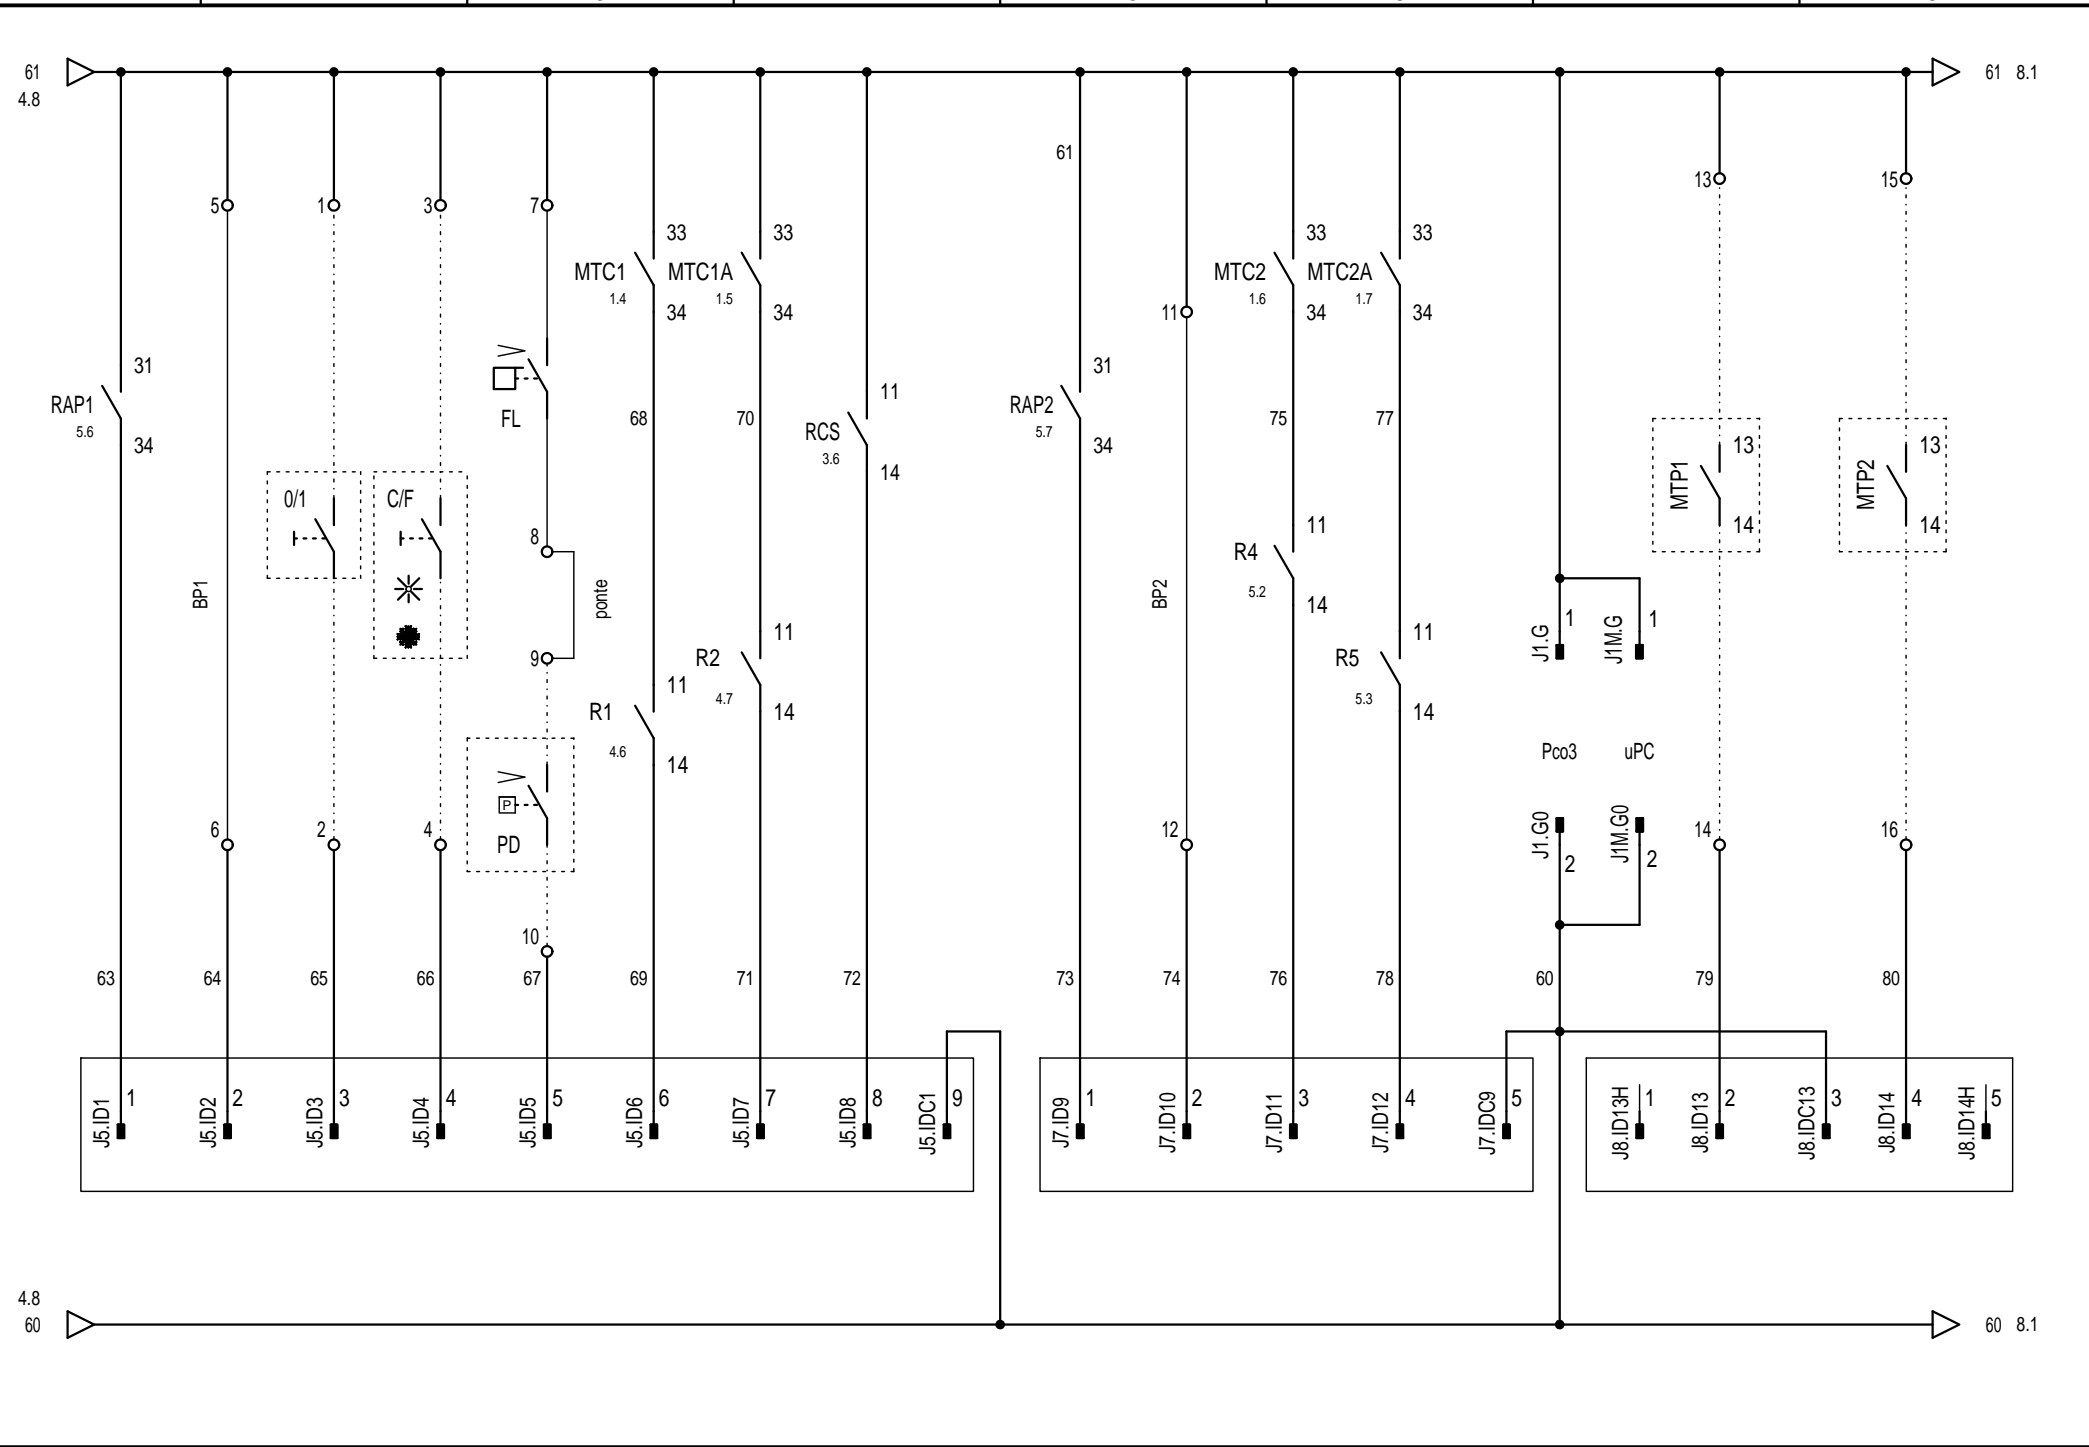 61 61 8.1
4.8
61
13 15
5 1 3 7
33 33 33 33
MTC1 MTC1A MTC2 MTC2A
1.4 1.5 1.6 1.7
34 34 11 34 34
31 31
RAP1 11 RAP2
5.6 FL 68 70 RCS 5.7 75 77
34 3.6 34 13 13
14 MTP1 MTP2
0/1 C/F 11 14 14
8 R4
BP1 ponte 5.2 BP2
14
9 11 11 1 1
R2 R5 J1.G J1M.G
11 4.7 5.3
R1 14 14
4.6 Pco3 uPC
14
P
6 2 4 PD 12 J1.G0 J1M.G0 14 16
2 2
10
63 64 65 66 67 69 71 72 73 74 76 78 60 79 80
J5.ID1 1 J5.ID2 2 J5.ID3 3 J5.ID4 4 J5.ID5 5 J5.ID6 6 J5.ID7 7 J5.ID8 8 J5.IDC1 9
J7.ID9 1 J7.ID10 2 J7.ID11 3 J7.ID12 4 J7.IDC9 5
J8.ID13H 1 J8.ID13 2 J8.IDC13 3 J8.ID14 4 J8.ID14H 5
4.8
60 60 8.1